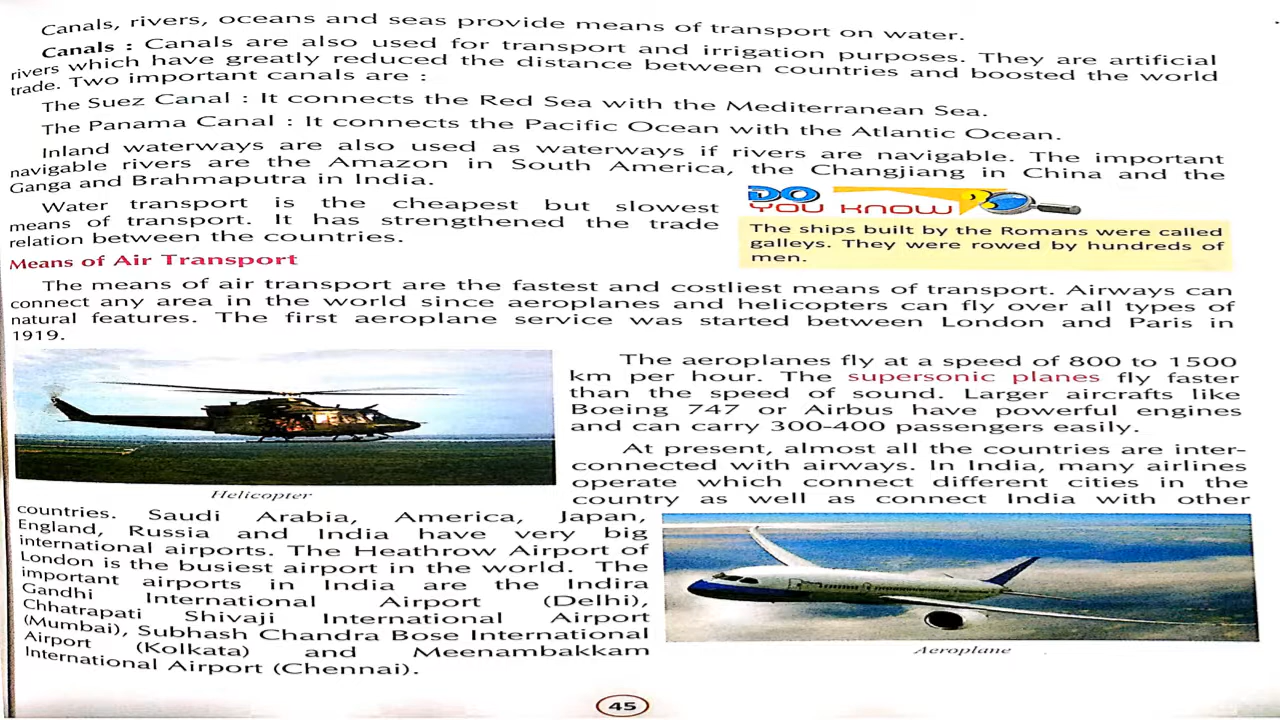 Canals, rivers, oceans and seas provide means of transport on water.
Canals : Canals are also used for transport and irrigation purposes. They are artificial
rivers which have greatly reduced the distance between countries and boosted the world
trade. Two important canals are :
The Suez Canal : It connects the Red Sea with the Mediterranean Sea.
The Panama Canal : It connects the Pacific Ocean with the Atlantic Ocean.
Inland waterways are also used as waterways if rivers are navigable. The important
navigable rivers are the Amazon in South America, the Changjiang in China and the
Ganga and Brahmaputra in India.
Water transport is the cheapest but slowest
means of transport. It has strengthened the trade
relation between the countries.
DO
YOU KNOW
The ships built by the Romans were called
galleys. They were rowed by hundreds of
men.
Means of Air Transport
The means of air transport are the fastest and costliest means of transport. Airways can
connect any area in the world since aeroplanes and helicopters can fly over all types of
natural features. The first aeroplane service was started between London and Paris in
1919.
The aeroplanes fly at a speed of 800 to 1500
km per hour. The supersonic planes fly faster
than the speed of sound. Larger aircrafts like
Boeing 747 or Airbus have powerful engines
and can carry 300-400 passengers easily.
Helicopter
At present, almost all the countries are inter-
connected with airways. In India, many airlines
operate which connect different cities in the
country as well as connect India with other
countries. Saudi Arabia, America, Japan,
England, Russia and India have very big
international airports. The Heathrow Airport of
London is the busiest airport in the world. The
important airports in India are the Indira
Gandhi International Airport (Delhi),
Chhatrapati Shivaji International Airport
(Mumbai), Subhash Chandra Bose International
Airport (Kolkata) and Meenambakkam
International Airport (Chennai).
Aeroplane
45